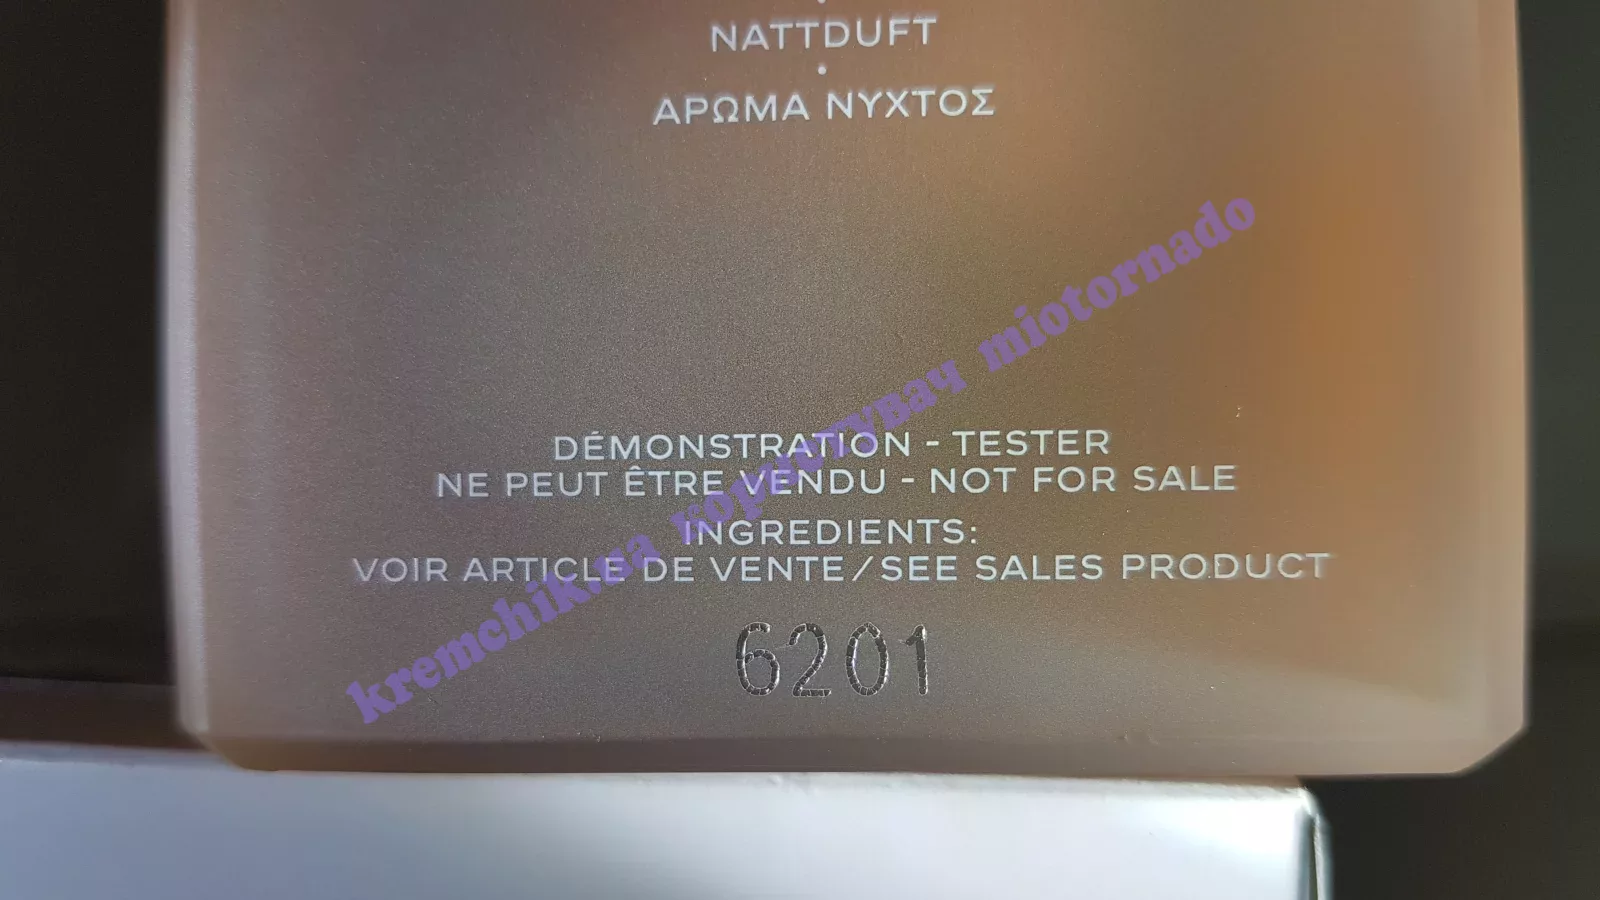 NATTDUFT
ΑΡΩΜΑ ΝΥΧΤΟΣ
DÉMONSTRATION - TESTER
NE PEUT ÊTRE VENDU - NOT FOR SALE
INGREDIENTS:
VOIR ARTICLE DE VENTE/SEE SALES PRODUCT
6201
kremchik.ua користувач miotornado